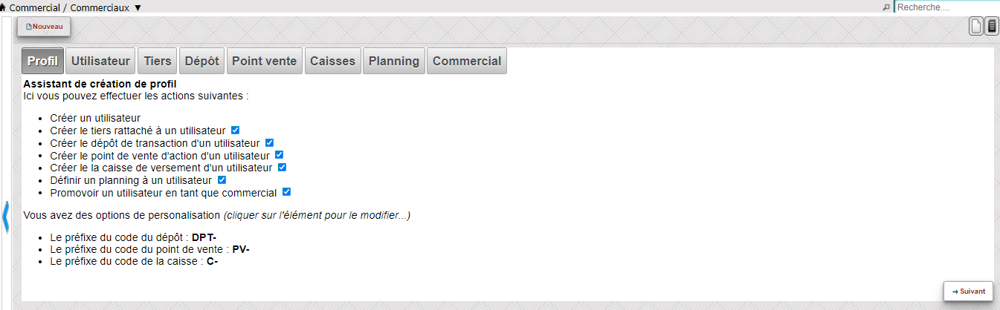 Commercial / Commerciaux ▼
Recherche....
Nouveau
Profil Utilisateur Tiers Dépôt Point vente Caisses Planning Commercial
Assistant de création de profil
Ici vous pouvez effectuer les actions suivantes :
• Créer un utilisateur
• Créer le tiers rattaché à un utilisateur
• Créer le dépôt de transaction d'un utilisateur
• Créer le point de vente d'action d'un utilisateur
• Créer le la caisse de versement d'un utilisateur
• Définir un planning à un utilisateur
• Promovoir un utilisateur en tant que commercial
Vous avez des options de personalisation (cliquer sur l'élément pour le modifier...)
• Le préfixe du code du dépôt : DPT-
• Le préfixe du code du point de vente : PV-
• Le préfixe du code de la caisse : C-
Suivant